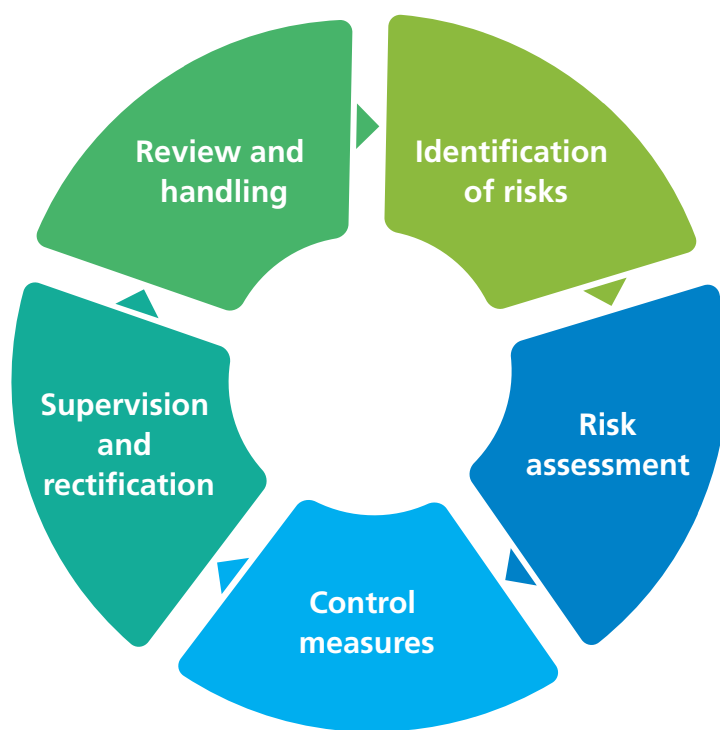 Review and
handling
Identification
of risks
Risk
assessment
Control
measures
Supervision
and
rectification